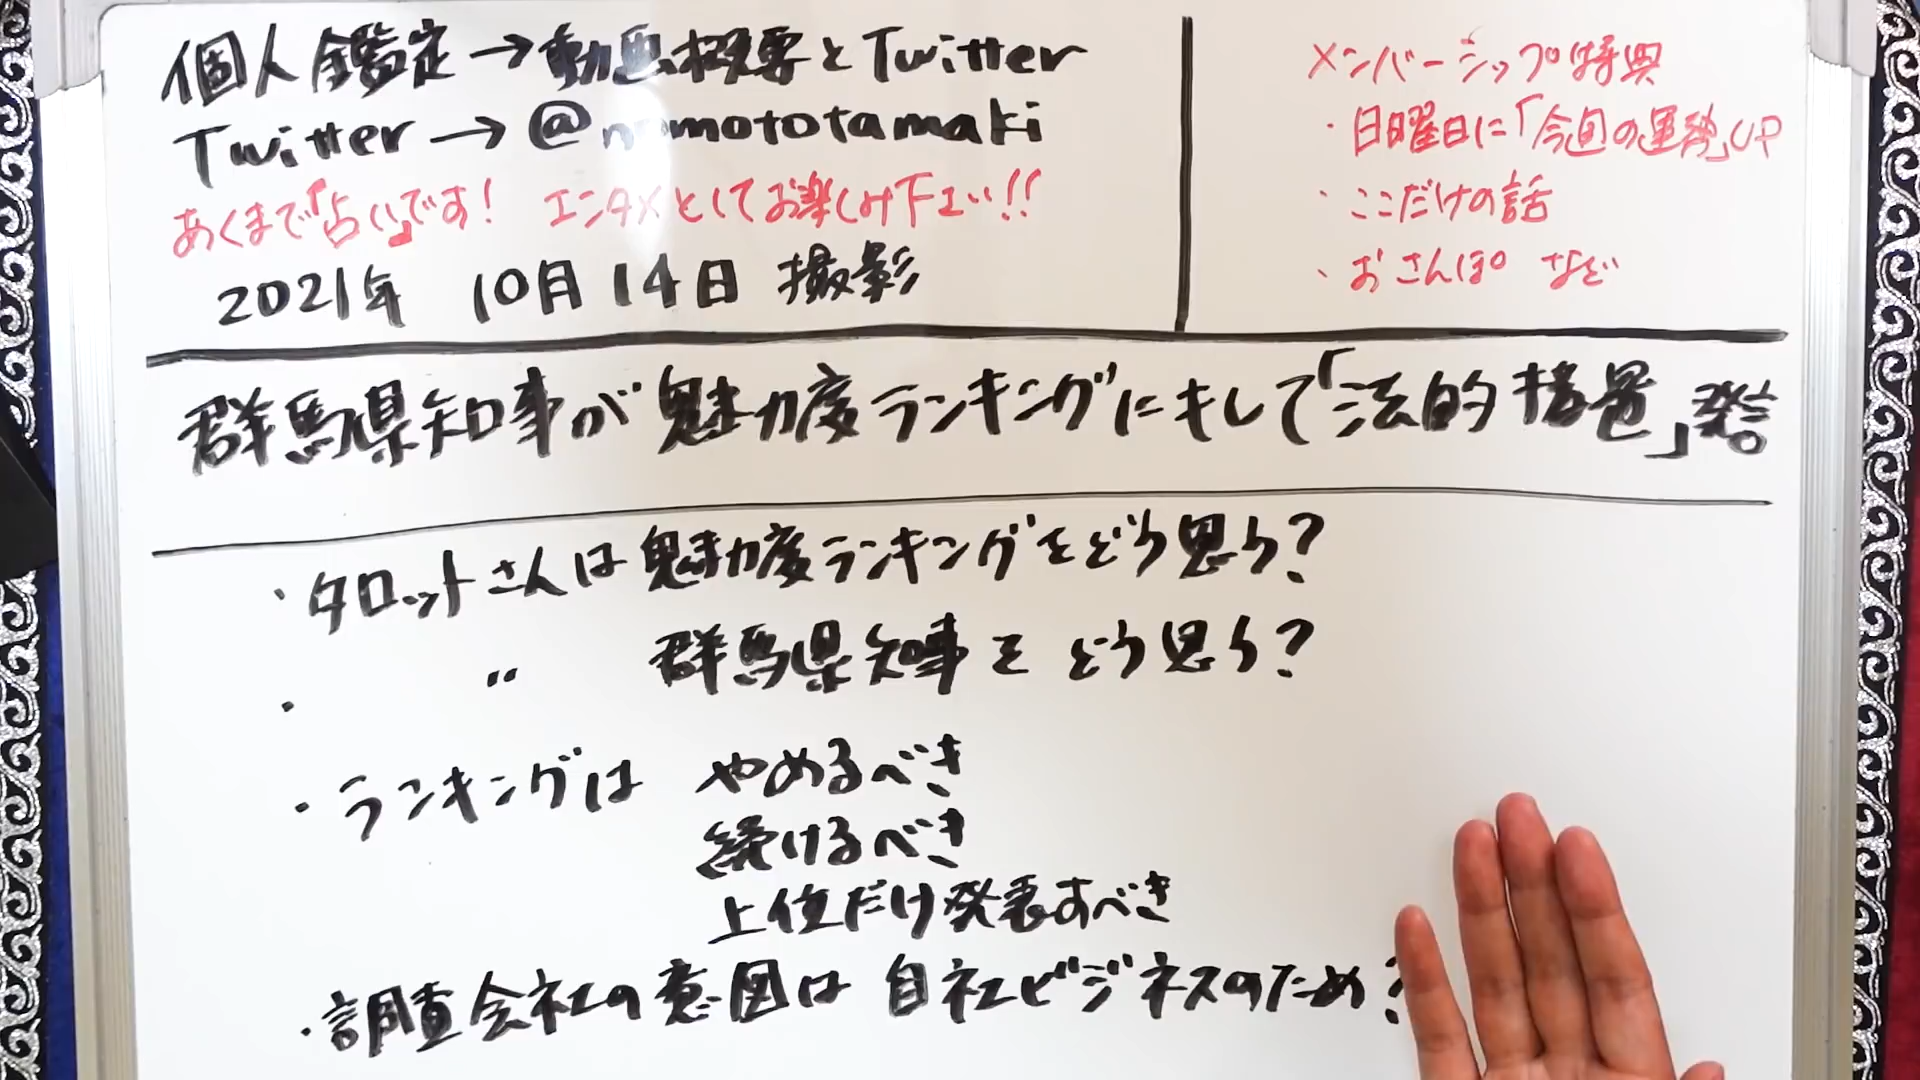 個人鑑定→動画概要とTwitter
Twitter→@nomototamaki
あくまで「占い」です! エンタメとしてお楽しみ下さい!!
2021年 10月14日 撮影
メンバーシップ特典
・日曜日に「今週の運勢」UP
・ここだけの話
・おさんぽ など
群馬県知事が魅力度ランキングにキレて「法的措置」発言
・タロットさんは魅力度ランキングをどう思う?
・ 〃 群馬県知事をどう思う?
・ランキングは やめるべき
続けるべき
上位だけ発表すべき
・調査会社の意図は 自社ビジネスのため?